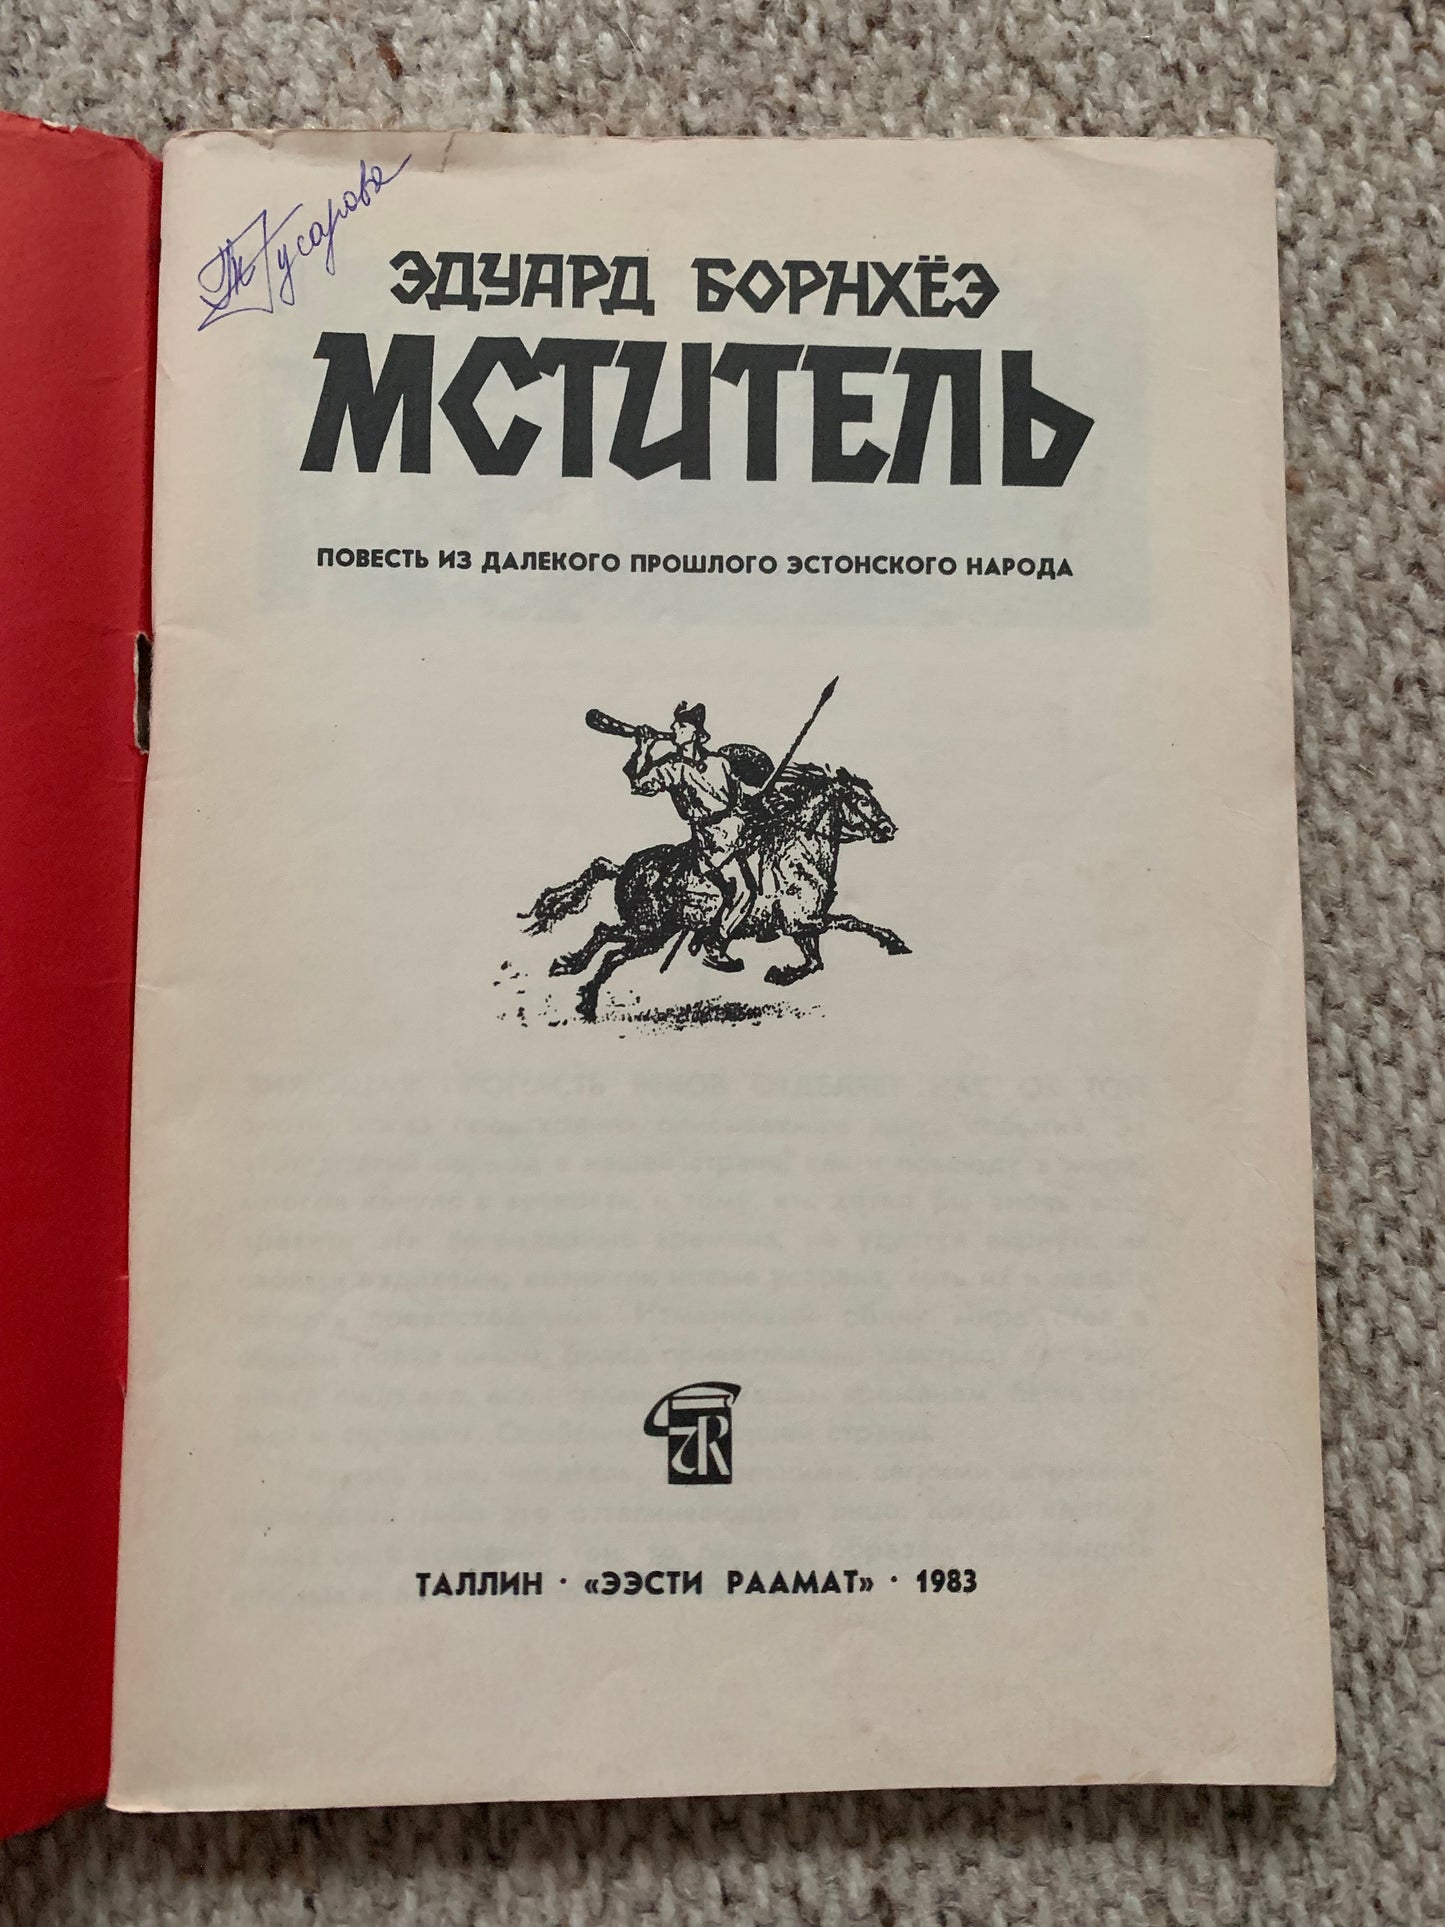 Гусарова
ЭДУАРД БОРНХЁЭ
МСТИТЕЛЬ
ПОВЕСТЬ ИЗ ДАЛЕКОГО ПРОШЛОГО ЭСТОНСКОГО НАРОДА
ТАЛЛИН · «ЭЭСТИ РААМАТ» · 1983